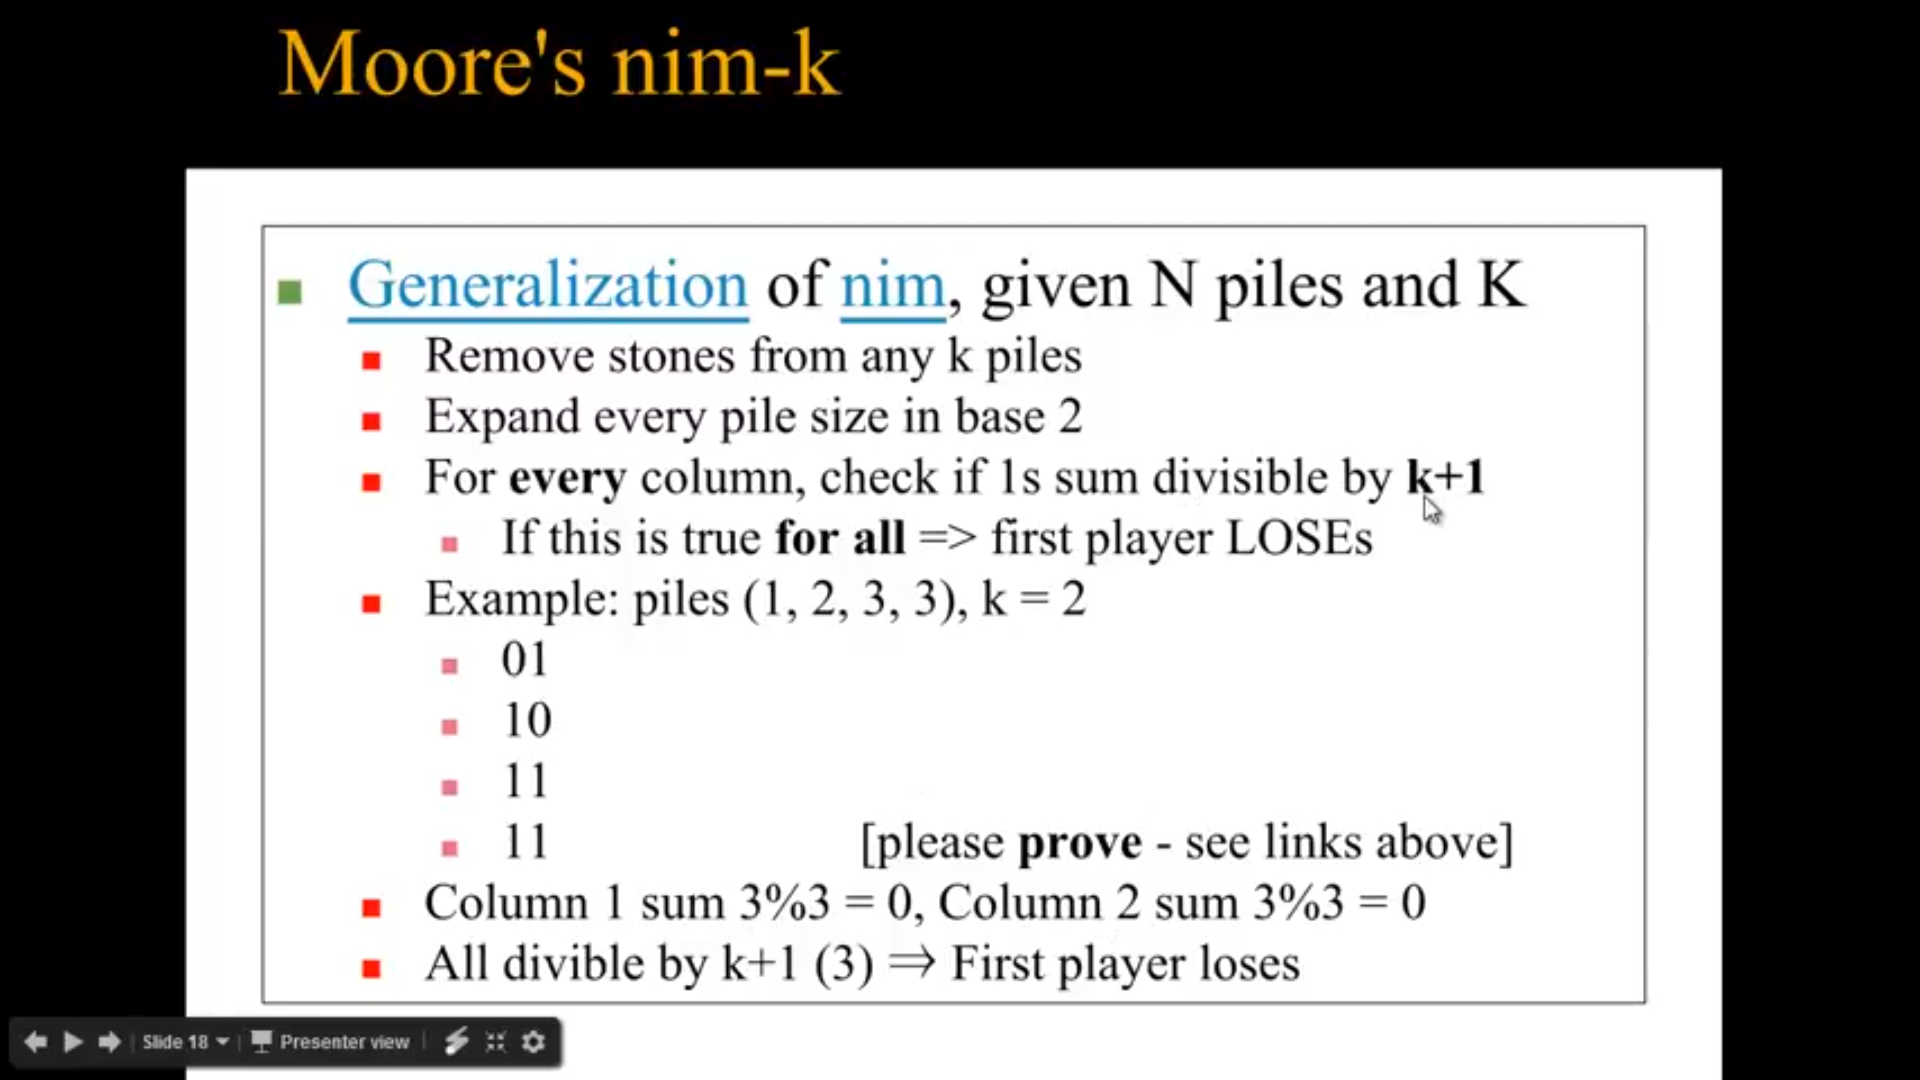 Moore's nim-k
Generalization of nim, given N piles and K
Remove stones from any k piles
Expand every pile size in base 2
For every column, check if 1s sum divisible by k+1
If this is true for all => first player LOSEs
Example: piles (1, 2, 3, 3), k = 2
01
10
11
11 [please prove - see links above]
Column 1 sum 3%3 = 0, Column 2 sum 3%3 = 0
All divible by k+1 (3) ⇒ First player loses
Slide 18 Presenter view